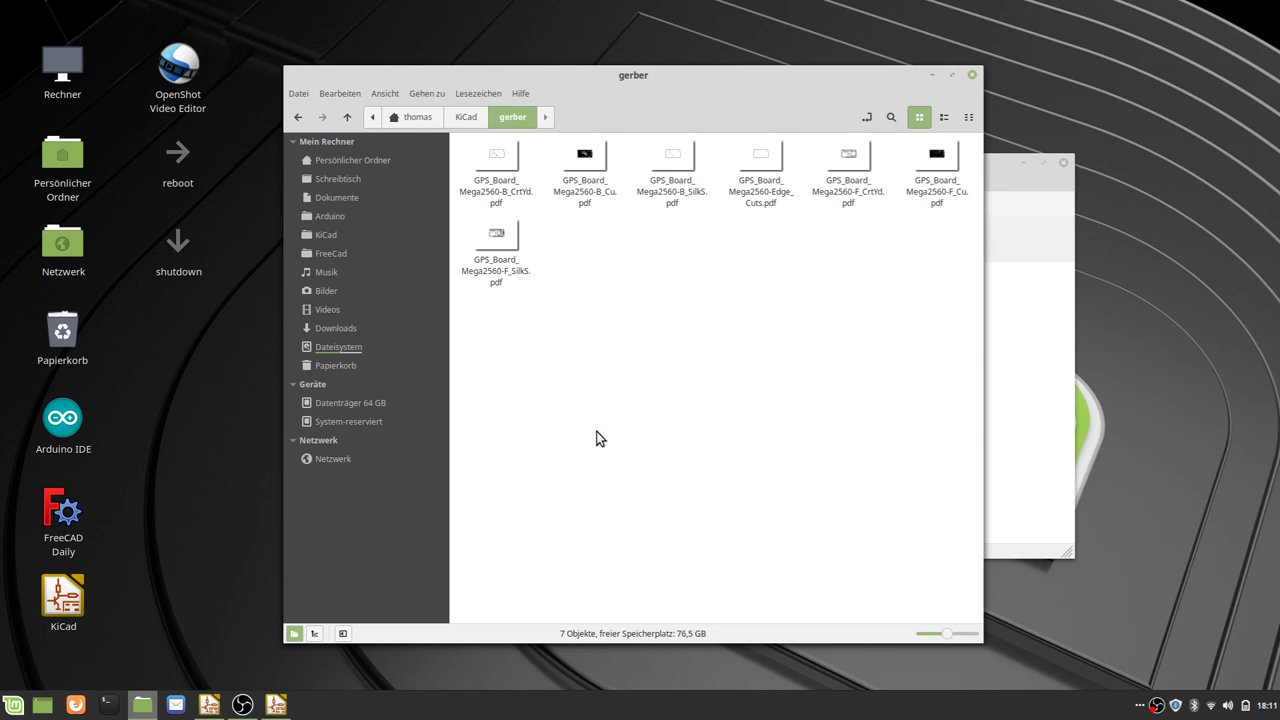 Rechner
OpenShot
Video Editor
Persönlicher
Ordner
reboot
Netzwerk
shutdown
Papierkorb
Arduino IDE
FreeCAD
Daily
KiCad
gerber
Datei Bearbeiten Ansicht Gehen zu Lesezeichen Hilfe
thomas KiCad gerber
Mein Rechner
Persönlicher Ordner
Schreibtisch
Dokumente
Arduino
KiCad
FreeCad
Musik
Bilder
Videos
Downloads
Dateisystem
Papierkorb
Geräte
Datenträger 64 GB
System-reserviert
Netzwerk
Netzwerk
GPS_Board_
Mega2560-B_CrtYd.
pdf
GPS_Board_
Mega2560-B_Cu.
pdf
GPS_Board_
Mega2560-B_SilkS.
pdf
GPS_Board_
Mega2560-Edge_
Cuts.pdf
GPS_Board_
Mega2560-F_CrtYd.
pdf
GPS_Board_
Mega2560-F_Cu.
pdf
GPS_Board_
Mega2560-F_SilkS.
pdf
7 Objekte, freier Speicherplatz: 76,5 GB
18:11